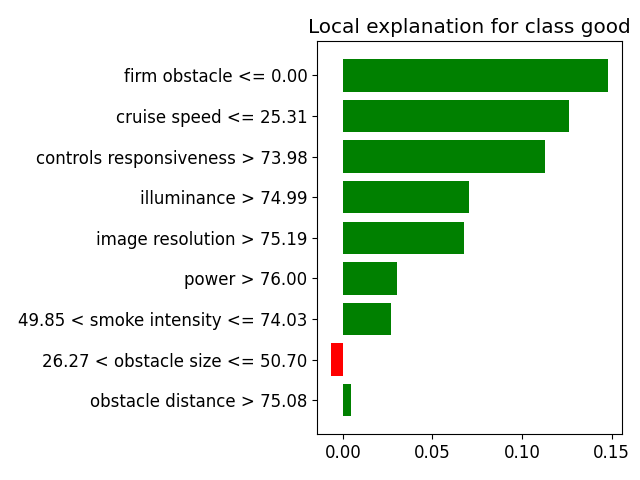 Local explanation for class good
firm obstacle <= 0.00
cruise speed <= 25.31
controls responsiveness > 73.98
illuminance > 74.99
image resolution > 75.19
power > 76.00
49.85 < smoke intensity <= 74.03
26.27 < obstacle size <= 50.70
obstacle distance > 75.08
0.00 0.05 0.10 0.15